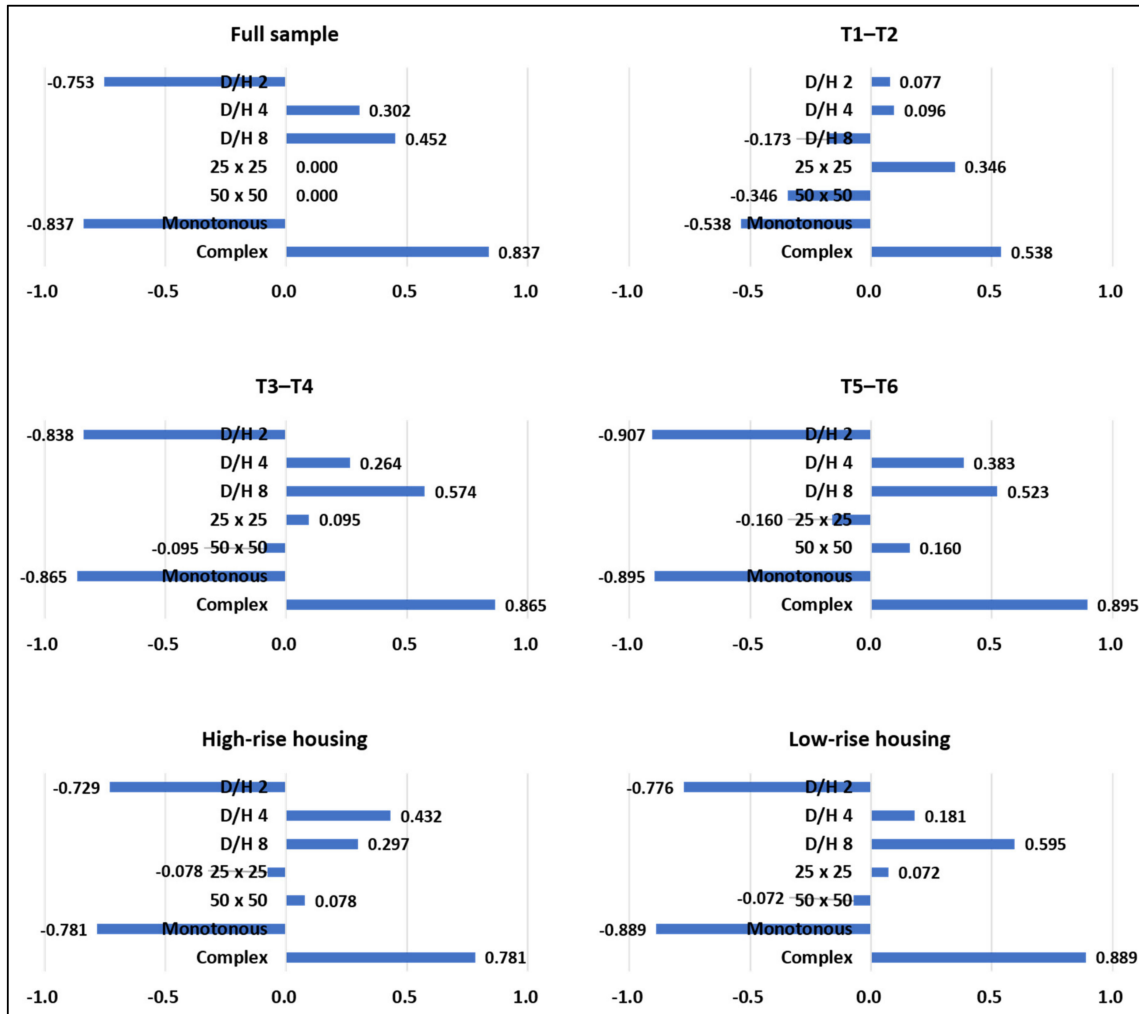 Full sample
D/H 2 -0.753
D/H 4 0.302
D/H 8 0.452
25 x 25 0.000
50 x 50 0.000
Monotonous -0.837
Complex 0.837
-1.0 -0.5 0.0 0.5 1.0
T1–T2
D/H 2 0.077
D/H 4 0.096
D/H 8 -0.173
25 x 25 0.346
50 x 50 -0.346
Monotonous -0.538
Complex 0.538
-1.0 -0.5 0.0 0.5 1.0
T3–T4
D/H 2 -0.838
D/H 4 0.264
D/H 8 0.574
25 x 25 0.095
50 x 50 -0.095
Monotonous -0.865
Complex 0.865
-1.0 -0.5 0.0 0.5 1.0
T5–T6
D/H 2 -0.907
D/H 4 0.383
D/H 8 0.523
25 x 25 -0.160
50 x 50 0.160
Monotonous -0.895
Complex 0.895
-1.0 -0.5 0.0 0.5 1.0
High-rise housing
D/H 2 -0.729
D/H 4 0.432
D/H 8 0.297
25 x 25 -0.078
50 x 50 0.078
Monotonous -0.781
Complex 0.781
-1.0 -0.5 0.0 0.5 1.0
Low-rise housing
D/H 2 -0.776
D/H 4 0.181
D/H 8 0.595
25 x 25 0.072
50 x 50 -0.072
Monotonous -0.889
Complex 0.889
-1.0 -0.5 0.0 0.5 1.0